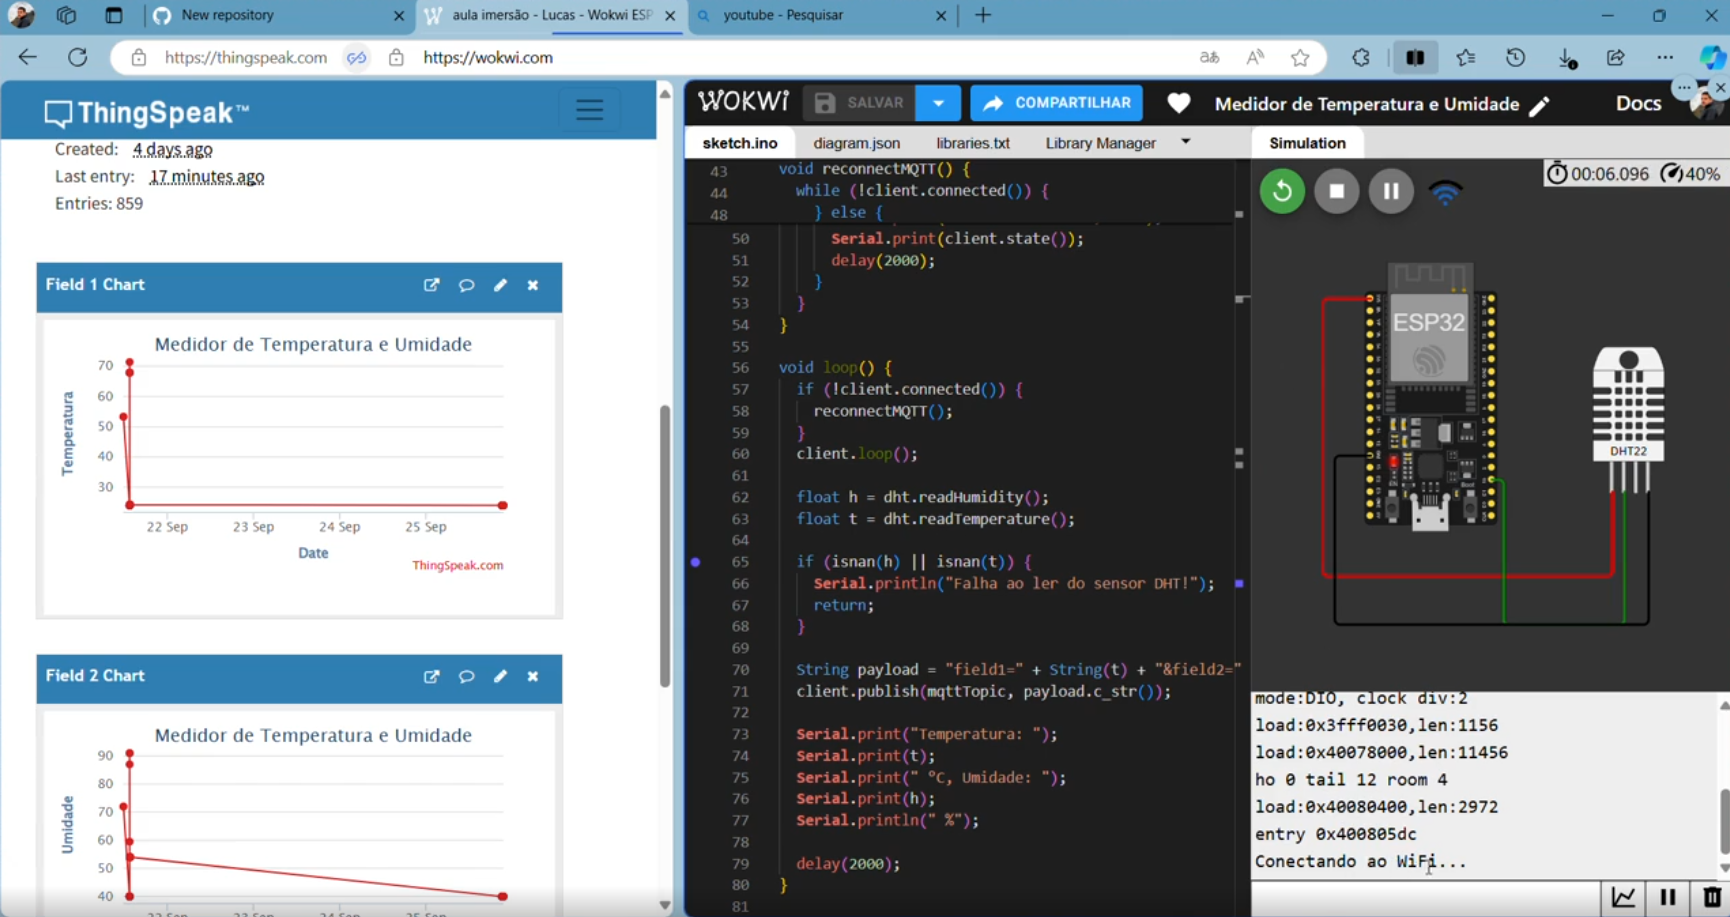 New repository
aula imersão - Lucas - Wokwi ESP
youtube - Pesquisar
https://thingspeak.com
https://www.wokwi.com
ThingSpeak™
Created: 4 days ago
Last entry: 17 minutes ago
Entries: 859
Field 1 Chart
Medidor de Temperatura e Umidade
Temperatura
70
60
50
40
30
22 Sep
23 Sep
24 Sep
25 Sep
Date
ThingSpeak.com
Field 2 Chart
Medidor de Temperatura e Umidade
Umidade
90
80
70
60
50
40
WOKWI
SALVAR
COMPARTILHAR
Medidor de Temperatura e Umidade
Docs
sketch.ino
diagram.json
libraries.txt
Library Manager
43 void reconnectMQTT() {
44 while (!client.connected()) {
48 } else {
50 Serial.print(client.state());
51 delay(2000);
52 }
53 }
54 }
55
56 void loop() {
57 if (!client.connected()) {
58 reconnectMQTT();
59 }
60 client.loop();
61
62 float h = dht.readHumidity();
63 float t = dht.readTemperature();
64
65 if (isnan(h) || isnan(t)) {
66 Serial.println("Falha ao ler do sensor DHT!");
67 return;
68 }
69
70 String payload = "field1=" + String(t) + "&field2="
71 client.publish(mqttTopic, payload.c_str());
72
73 Serial.print("Temperatura: ");
74 Serial.print(t);
75 Serial.print(" ºC, Umidade: ");
76 Serial.print(h);
77 Serial.println(" %");
78
79 delay(2000);
80 }
81
Simulation
00:06.096
40%
ESP32
DHT22
mode:DIO, clock div:2
load:0x3fff0030,len:1156
load:0x40078000,len:11456
ho 0 tail 12 room 4
load:0x40080400,len:2972
entry 0x400805dc
Conectando ao WiFi...